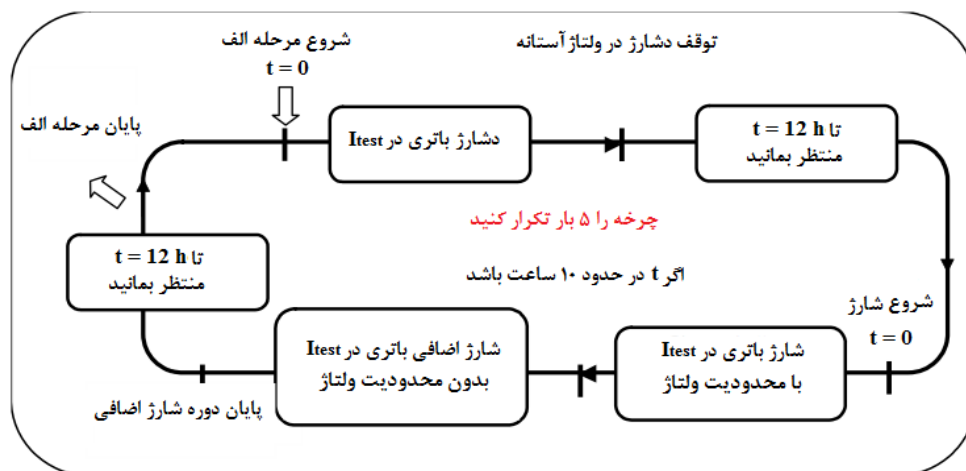 شروع مرحله الف
t = 0
توقف دشارژ در ولتاژ آستانه
پایان مرحله الف
دشارژ باتری در Itest
تا t = 12 h
منتظر بمانید
چرخه را ۵ بار تکرار کنید
تا t = 12 h
منتظر بمانید
اگر t در حدود ۱۰ ساعت باشد
شروع شارژ
t = 0
شارژ باتری در Itest
با محدودیت ولتاژ
شارژ اضافی باتری در Itest
بدون محدودیت ولتاژ
پایان دوره شارژ اضافی